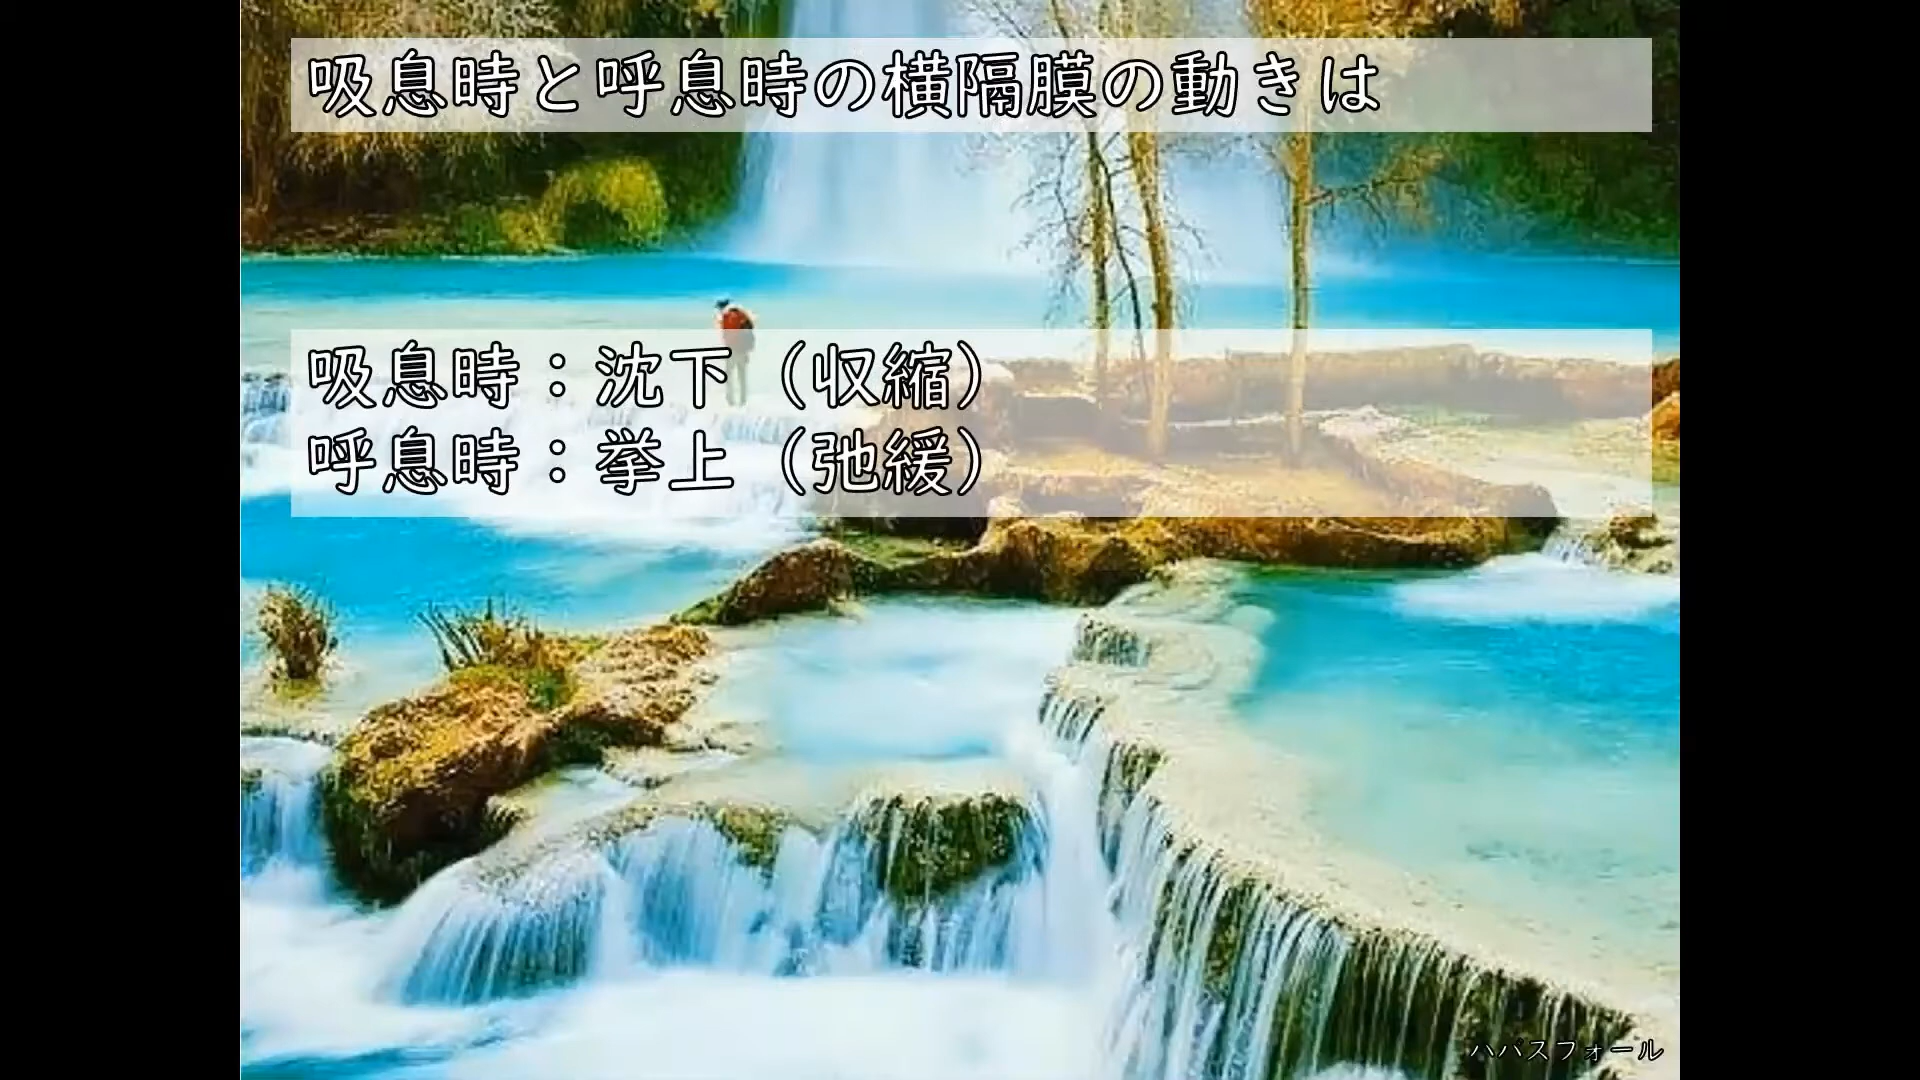 吸息時と呼息時の横隔膜の動きは
吸息時：沈下（収縮）
呼息時：挙上（弛緩）
ハバスフォール